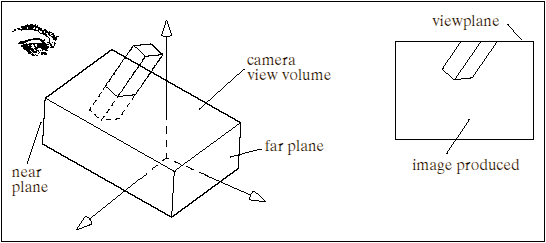 viewplane
camera
view volume
far plane
near
plane
image produced